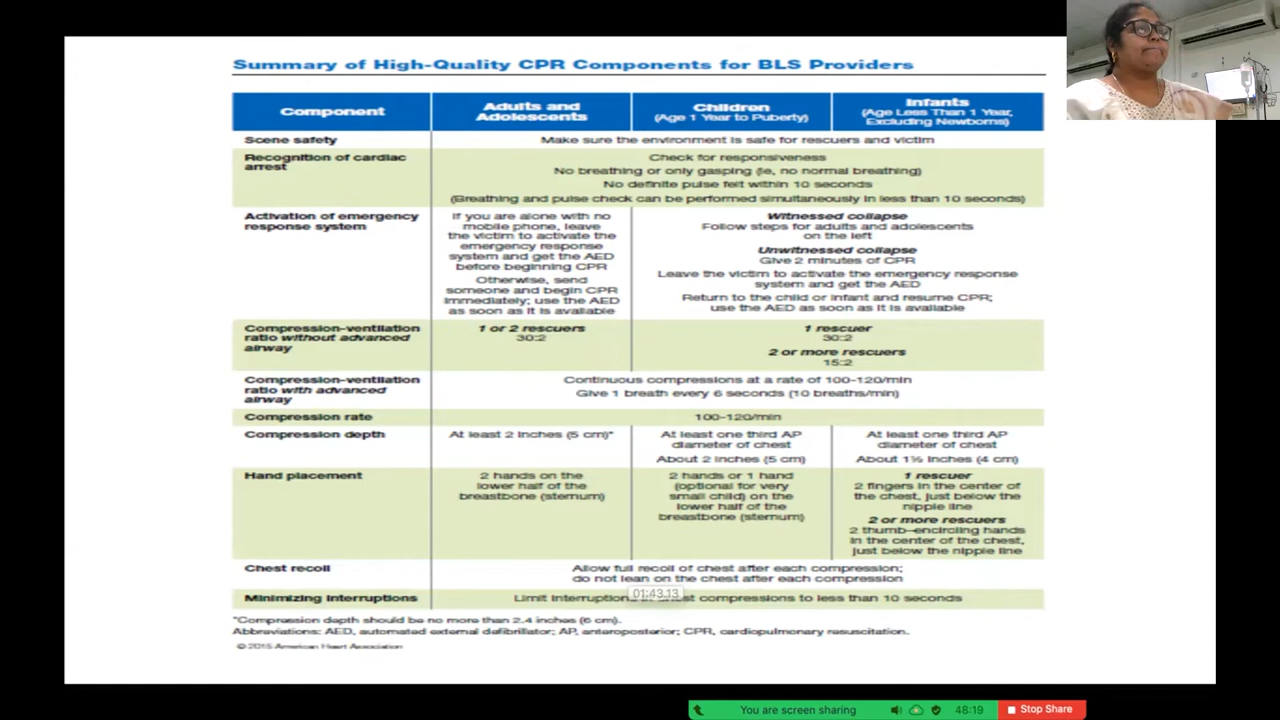 Summary of High-Quality CPR Components for BLS Providers
Component
Adults and
Adolescents
Children
(Age 1 Year to Puberty)
Infants
(Age Less Than 1 Year,
Excluding Newborns)
Scene safety
Make sure the environment is safe for rescuers and victim
Recognition of cardiac
arrest
Check for responsiveness
No breathing or only gasping (ie, no normal breathing)
No definite pulse felt within 10 seconds
(Breathing and pulse check can be performed simultaneously in less than 10 seconds)
Activation of emergency
response system
If you are alone with no
mobile phone, leave
the victim to activate the
emergency response
system and get the AED
before beginning CPR
Otherwise, send
someone and begin CPR
immediately; use the AED
as soon as it is available
Witnessed collapse
Follow steps for adults and adolescents
on the left
Unwitnessed collapse
Give 2 minutes of CPR
Leave the victim to activate the emergency response
system and get the AED
Return to the child or infant and resume CPR;
use the AED as soon as it is available
Compression-ventilation
ratio without advanced
airway
1 or 2 rescuers
30:2
1 rescuer
30:2
2 or more rescuers
15:2
Compression-ventilation
ratio with advanced
airway
Continuous compressions at a rate of 100-120/min
Give 1 breath every 6 seconds (10 breaths/min)
Compression rate
100-120/min
Compression depth
At least 2 inches (5 cm)*
At least one third AP
diameter of chest
About 2 inches (5 cm)
At least one third AP
diameter of chest
About 1½ inches (4 cm)
Hand placement
2 hands on the
lower half of the
breastbone (sternum)
2 hands or 1 hand
(optional for very
small child) on the
lower half of the
breastbone (sternum)
1 rescuer
2 fingers in the center of
the chest, just below the
nipple line
2 or more rescuers
2 thumb–encircling hands
in the center of the chest,
just below the nipple line
Chest recoil
Allow full recoil of chest after each compression;
do not lean on the chest after each compression
01:43.13
Minimizing interruptions
Limit compressions to less than 10 seconds
*Compression depth should be no more than 2.4 inches (6 cm).
Abbreviations: AED, automated external defibrillator; AP, anteroposterior; CPR, cardiopulmonary resuscitation.
© 2015 American Heart Association
You are screen sharing
48:19
Stop Share